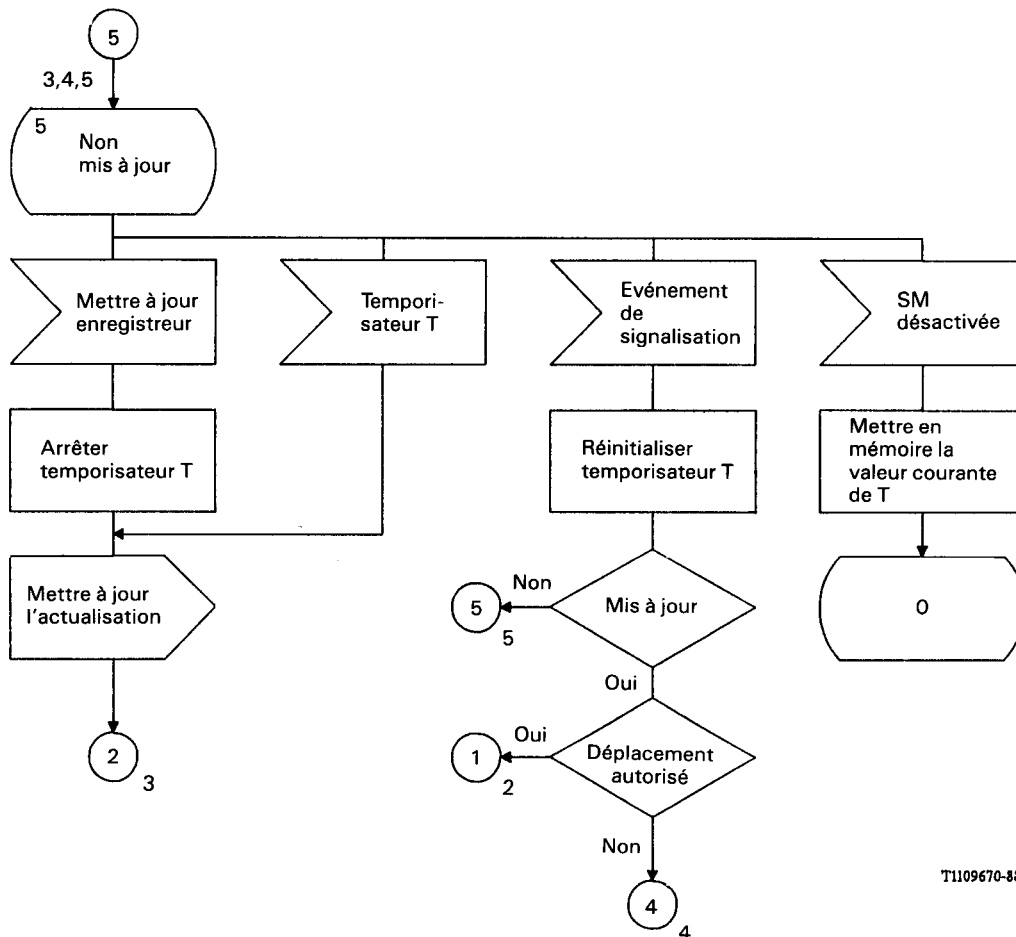 5
3,4,5
5
Non
mis à jour
Mettre à jour
enregistreur
Tempori-
sateur T
Evénement
de
signalisation
SM
désactivée
Arrêter
temporisateur T
Réinitialiser
temporisateur T
Mettre en
mémoire la
valeur courante
de T
Mettre à jour
l'actualisation
Non
5
5
Mis à jour
0
Oui
2
3
Oui
1
2
Déplacement
autorisé
Non
4
4
T1109670-88